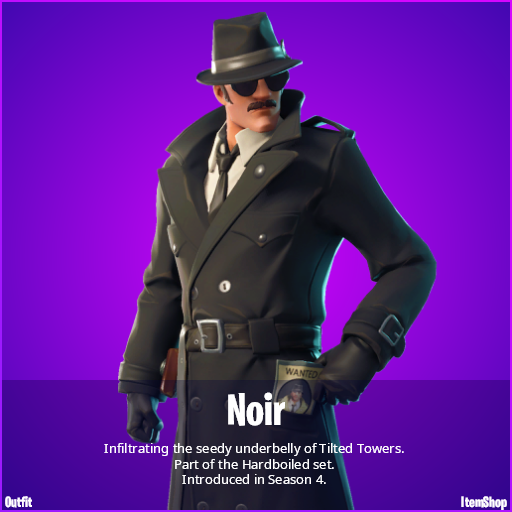 WANTED
Noir
Infiltrating the seedy underbelly of Tilted Towers.
Part of the Hardboiled set.
Introduced in Season 4.
Outfit
ItemShop